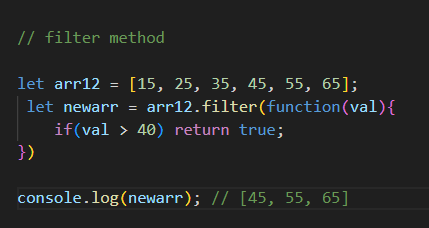 // filter method
let arr12 = [15, 25, 35, 45, 55, 65];
let newarr = arr12.filter(function(val){
if(val > 40) return true;
})
console.log(newarr); // [45, 55, 65]